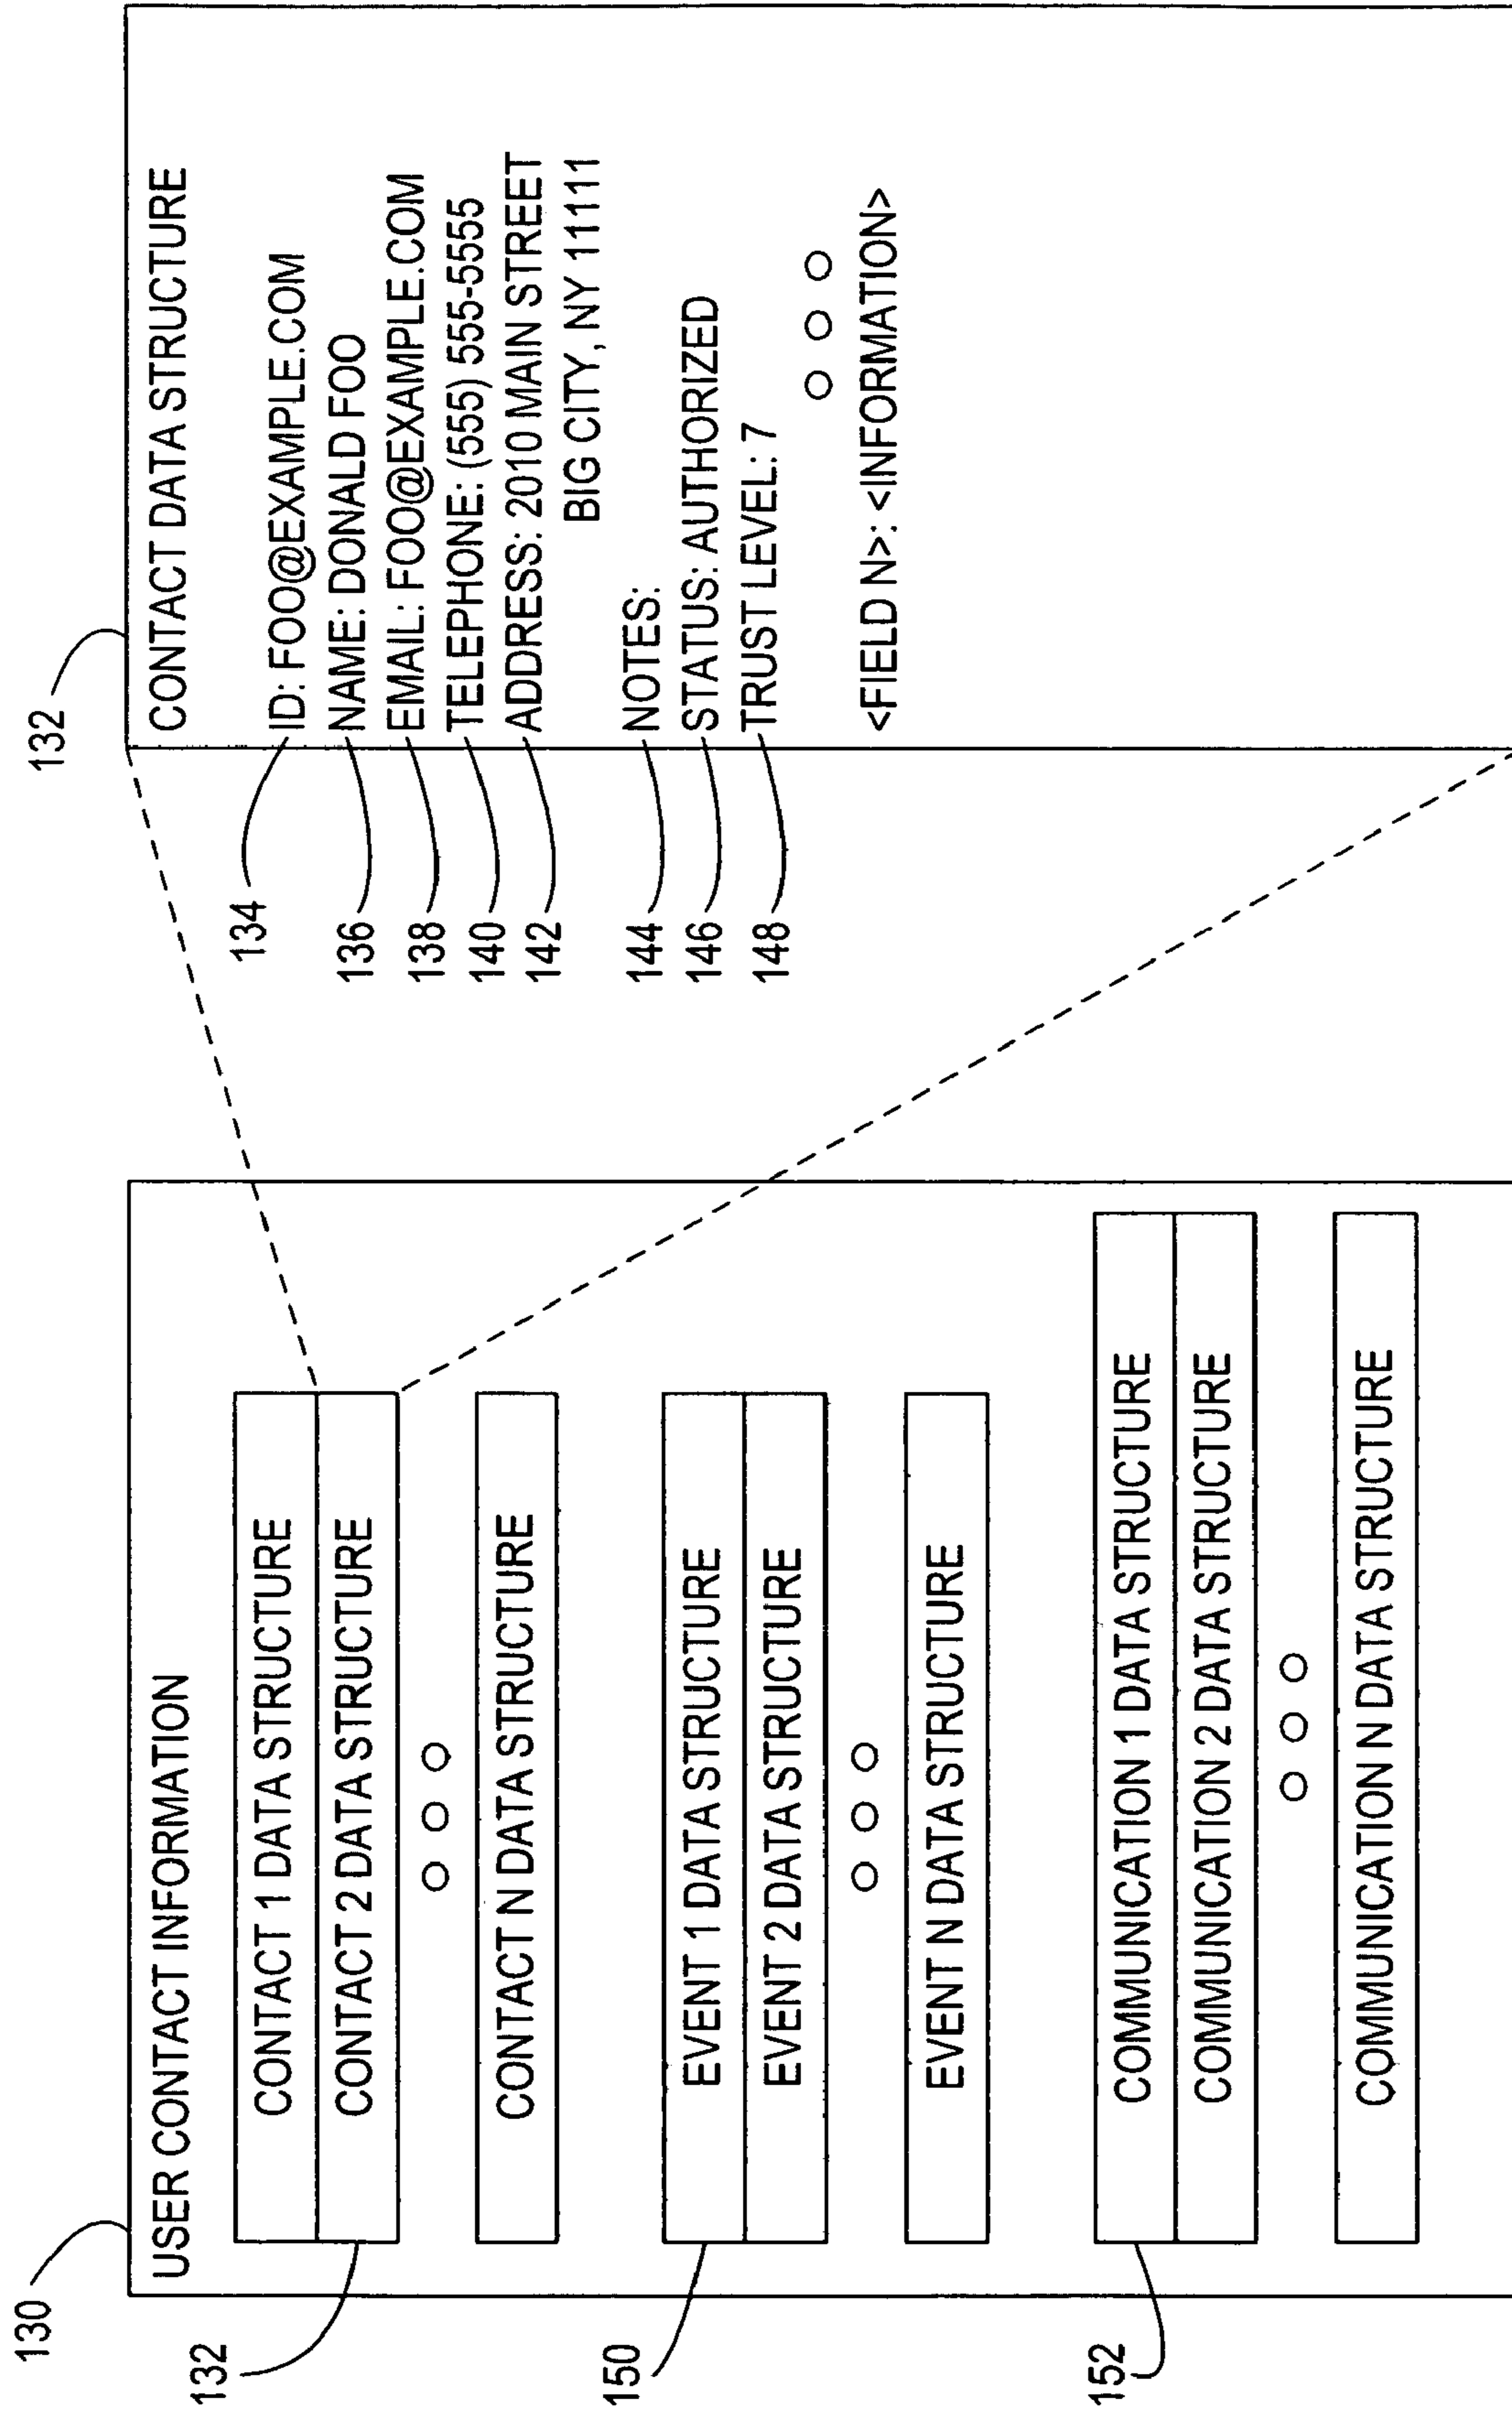 130
USER CONTACT INFORMATION
132
CONTACT 1 DATA STRUCTURE
CONTACT 2 DATA STRUCTURE
CONTACT N DATA STRUCTURE
150
EVENT 1 DATA STRUCTURE
EVENT 2 DATA STRUCTURE
EVENT N DATA STRUCTURE
152
COMMUNICATION 1 DATA STRUCTURE
COMMUNICATION 2 DATA STRUCTURE
COMMUNICATION N DATA STRUCTURE
132
CONTACT DATA STRUCTURE
134 ID: FOO@EXAMPLE.COM
136 NAME: DONALD FOO
138 EMAIL: FOO@EXAMPLE.COM
140 TELEPHONE: (555) 555-5555
142 ADDRESS: 2010 MAIN STREET
BIG CITY, NY 11111
144 NOTES:
146 STATUS: AUTHORIZED
148 TRUST LEVEL: 7
<FIELD N>: <INFORMATION>